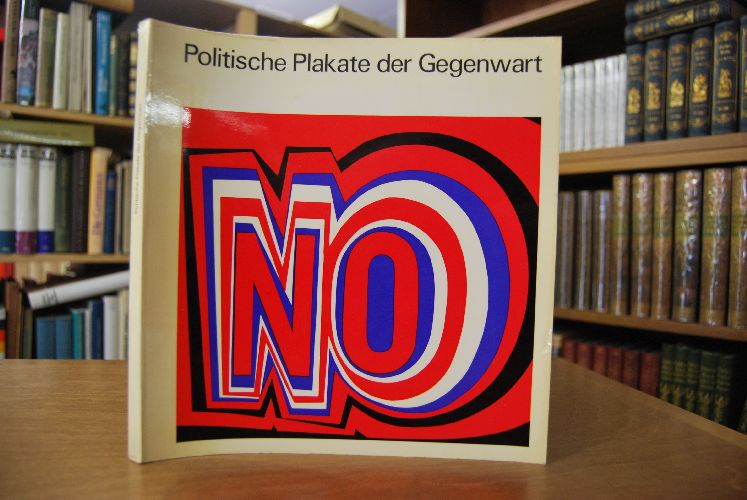 Politische Plakate der Gegenwart
NO